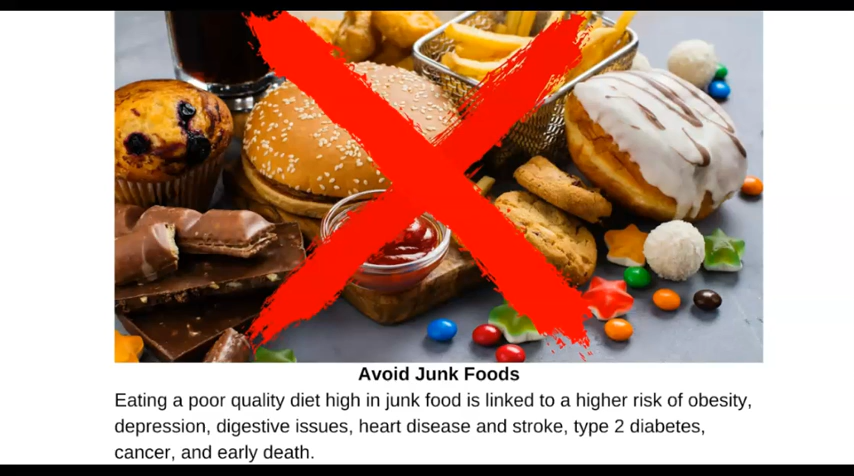 Avoid Junk Foods
Eating a poor quality diet high in junk food is linked to a higher risk of obesity,
depression, digestive issues, heart disease and stroke, type 2 diabetes,
cancer, and early death.